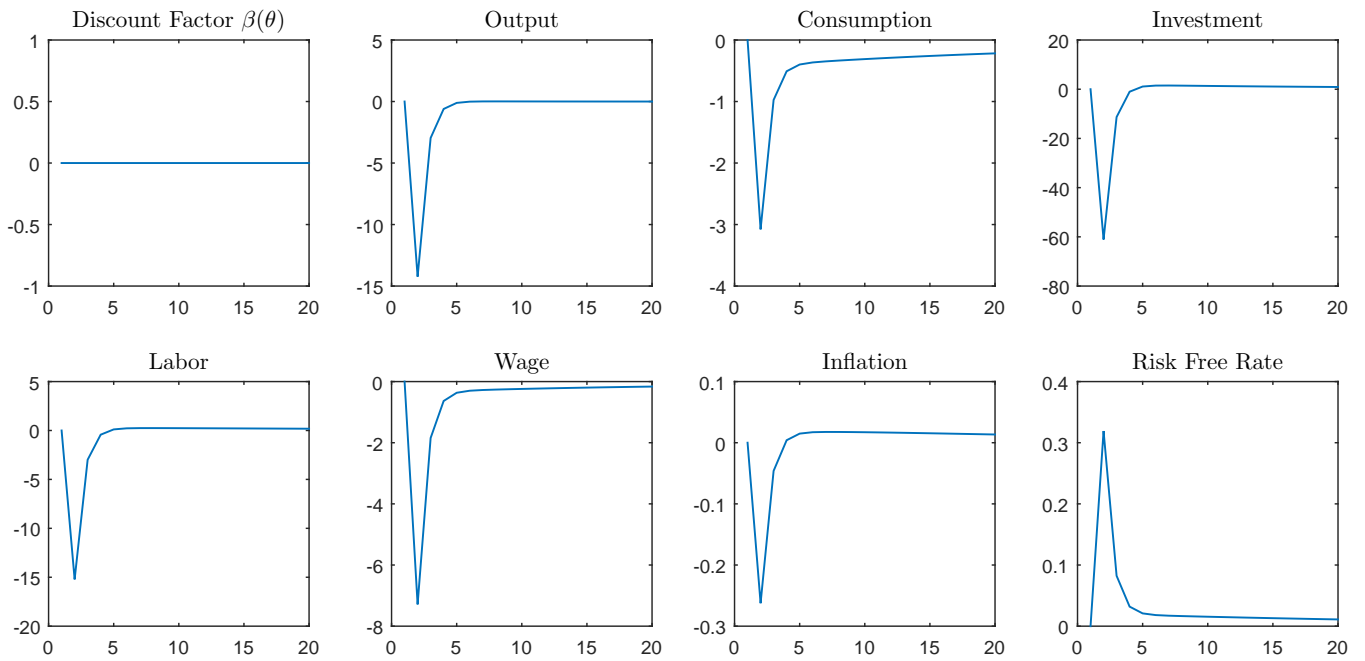 Discount Factor β(θ)
1
0.5
0
-0.5
-1
0 5 10 15 20
Output
5
0
-5
-10
-15
0 5 10 15 20
Consumption
0
-1
-2
-3
-4
0 5 10 15 20
Investment
20
0
-20
-40
-60
-80
0 5 10 15 20
Labor
5
0
-5
-10
-15
-20
0 5 10 15 20
Wage
0
-2
-4
-6
-8
0 5 10 15 20
Inflation
0.1
0
-0.1
-0.2
-0.3
0 5 10 15 20
Risk Free Rate
0.4
0.3
0.2
0.1
0
0 5 10 15 20